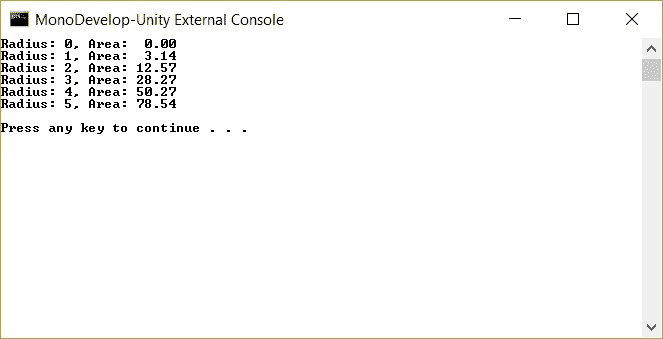 MonoDevelop-Unity External Console
Radius: 0, Area:  0.00
Radius: 1, Area:  3.14
Radius: 2, Area: 12.57
Radius: 3, Area: 28.27
Radius: 4, Area: 50.27
Radius: 5, Area: 78.54
Press any key to continue . . .